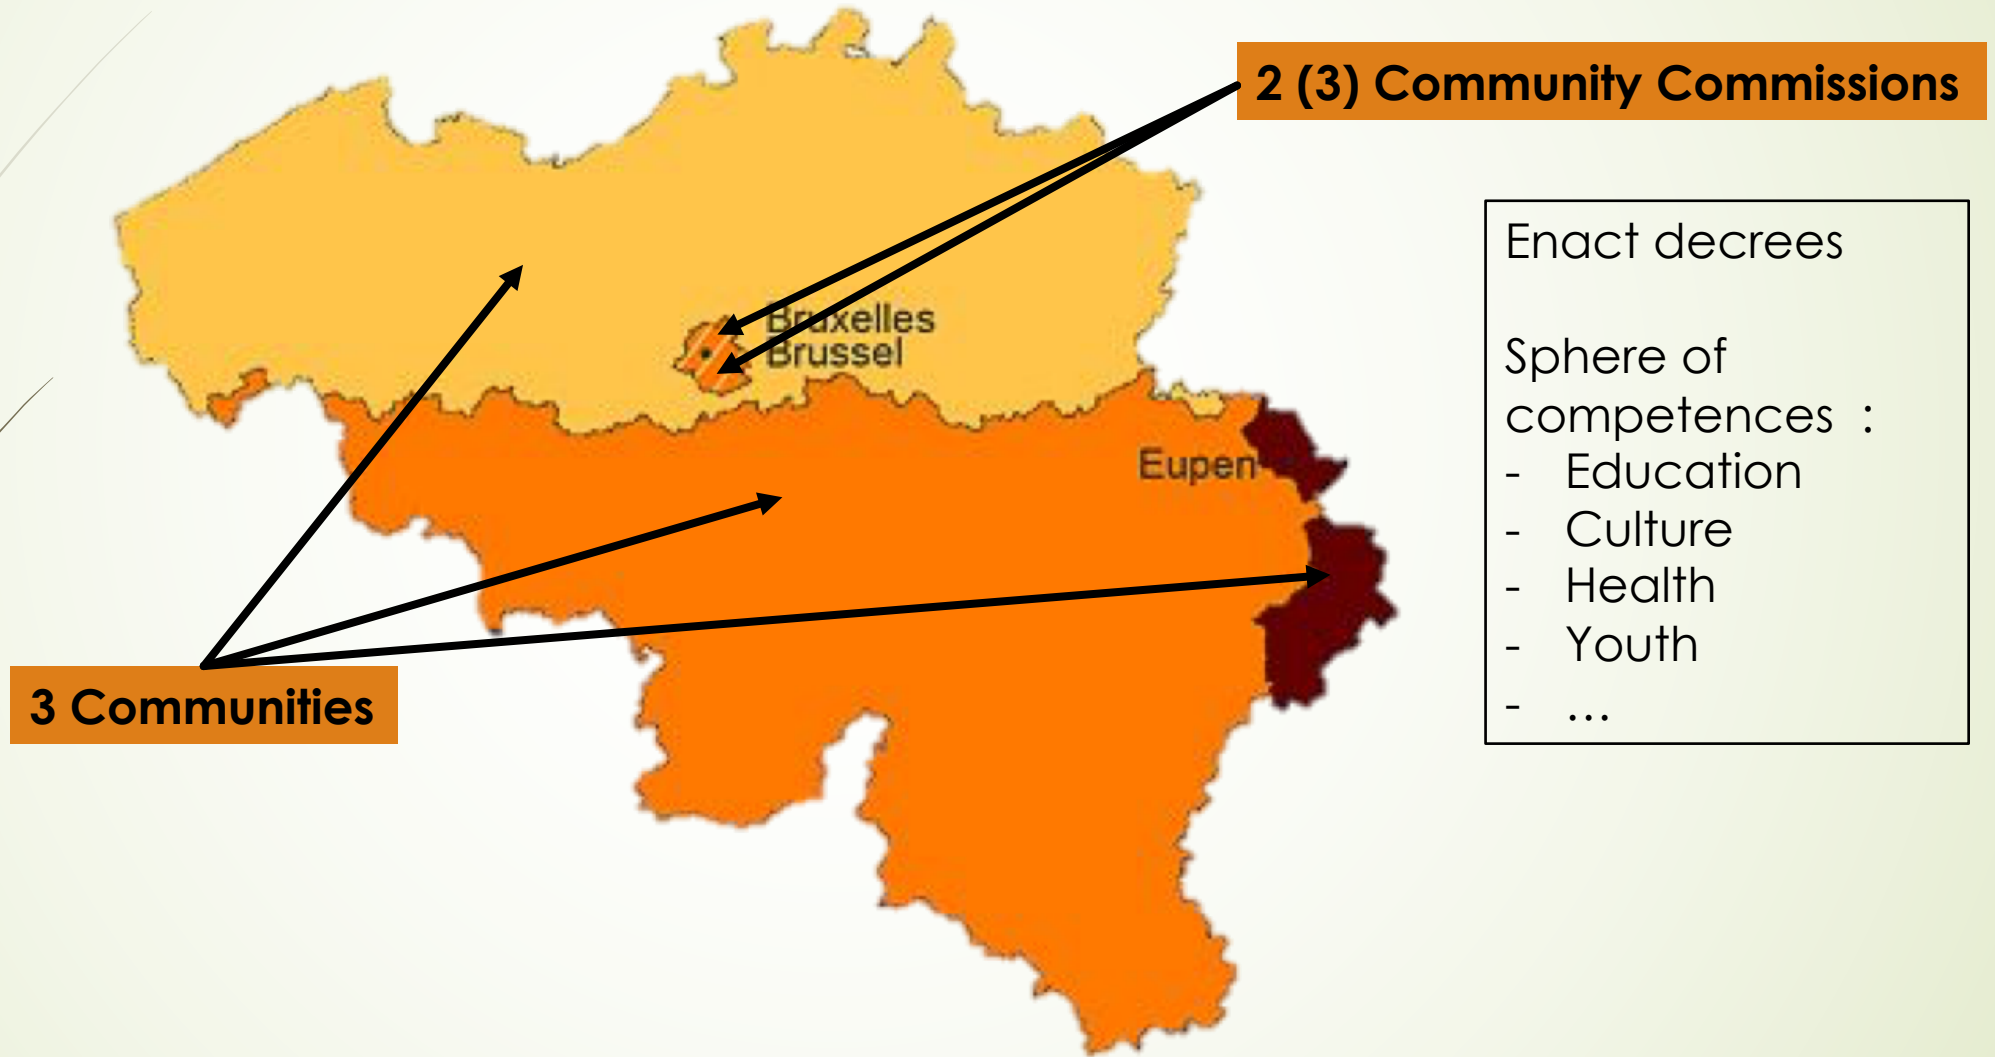 2 (3) Community Commissions
Bruxelles
Brussel
Eupen
3 Communities
Enact decrees
Sphere of
competences :
- Education
- Culture
- Health
- Youth
- …